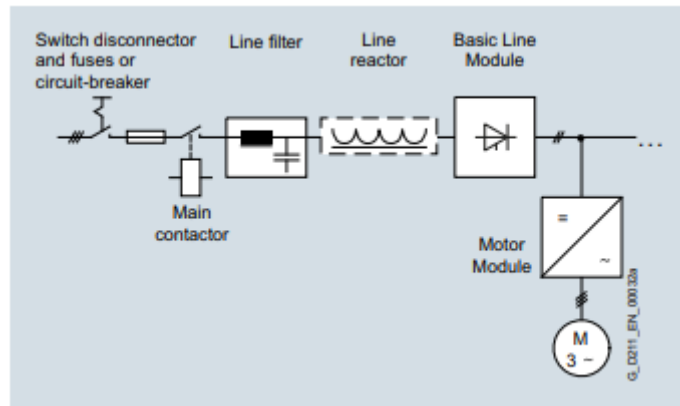 Switch disconnector
and fuses or
circuit-breaker
Line filter
Line
reactor
Basic Line
Module
Main
contactor
...
=
~
Motor
Module
M
3 ~
G_D211_EN_00032a